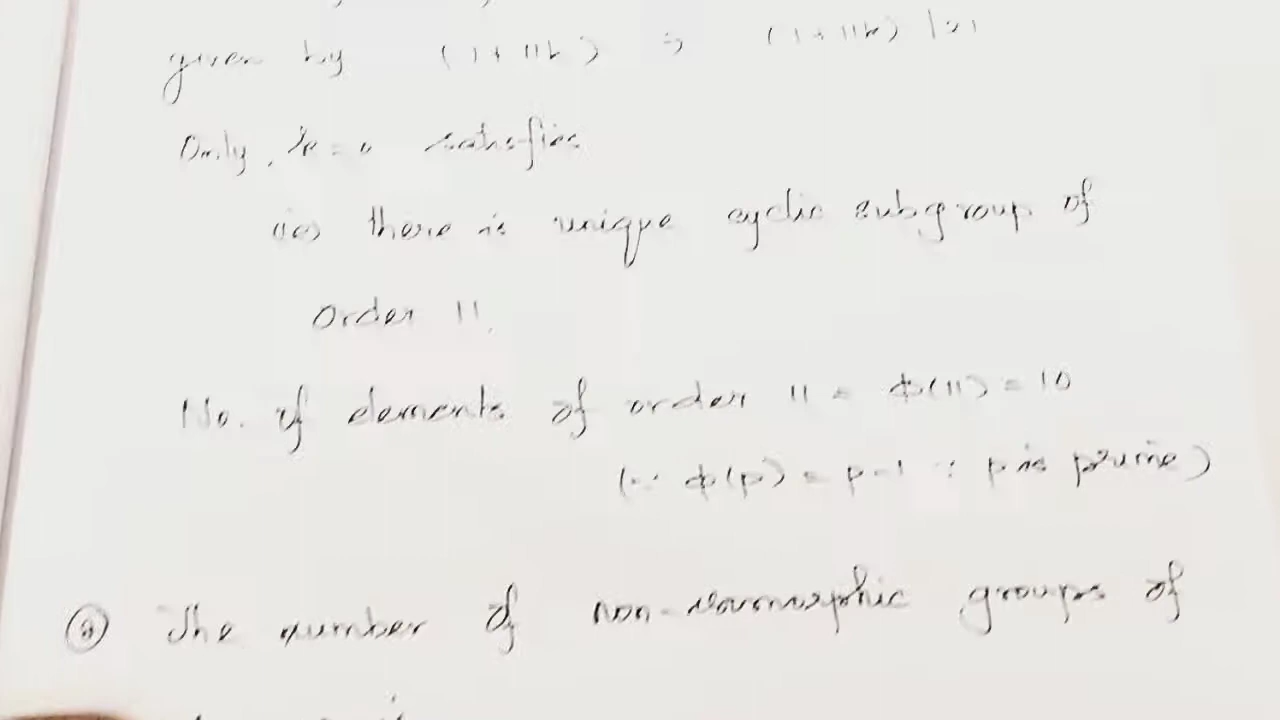 given by (1+11k) ⇒ (1+11k) |21
Only, k=0 satisfies
(ie) there is unique cyclic subgroup of
order 11.
No. of elements of order 11 = ϕ(11) = 10
(∵ ϕ(p) = p-1 ∵ p is prime)
The number of non-isomorphic groups of